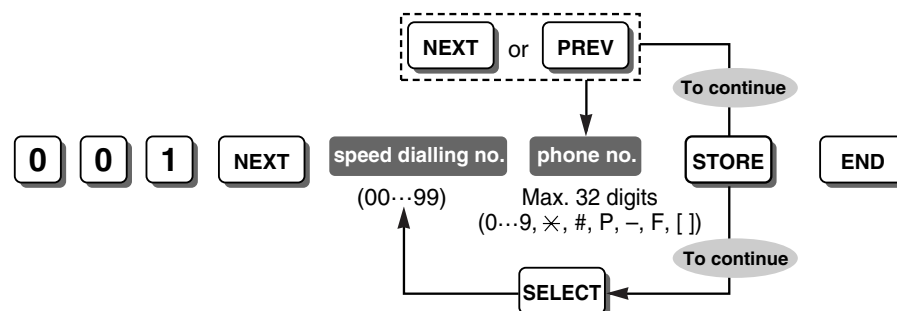 NEXT or PREV
To continue
0 0 1 NEXT speed dialling no. phone no. STORE END
(00···99) Max. 32 digits
(0···9, ✳, #, P, –, F, [ ])
To continue
SELECT